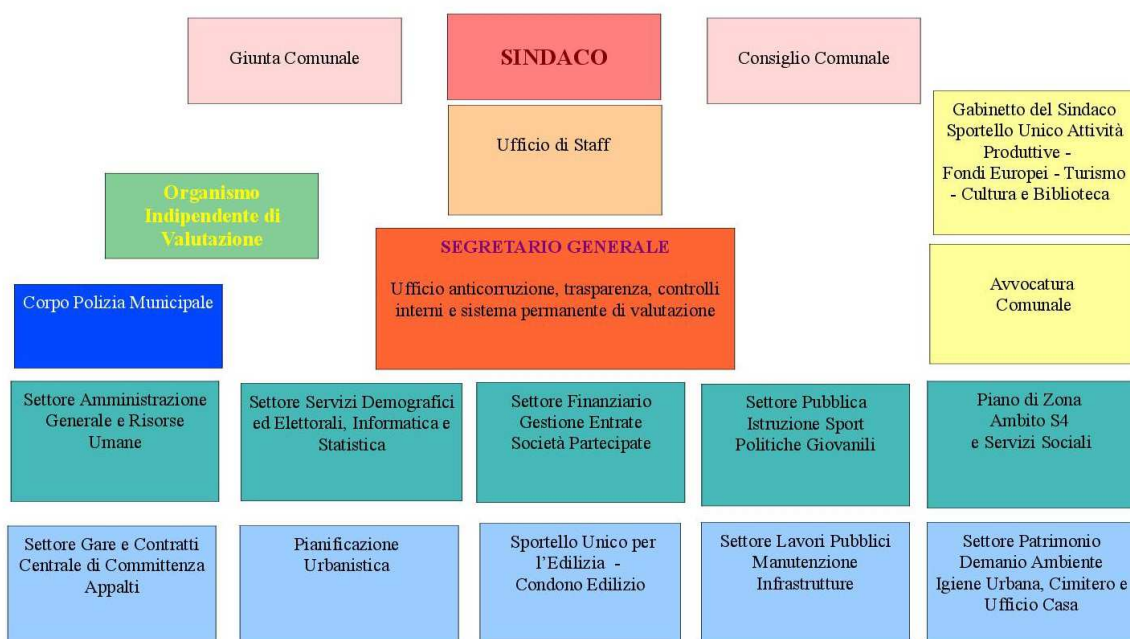 Giunta Comunale
SINDACO
Consiglio Comunale
Ufficio di Staff
Gabinetto del Sindaco
Sportello Unico Attività
Produttive -
Fondi Europei - Turismo
- Cultura e Biblioteca
Organismo
Indipendente di
Valutazione
SEGRETARIO GENERALE
Ufficio anticorruzione, trasparenza, controlli
interni e sistema permanente di valutazione
Corpo Polizia Municipale
Avvocatura
Comunale
Settore Amministrazione
Generale e Risorse
Umane
Settore Servizi Demografici
ed Elettorali, Informatica e
Statistica
Settore Finanziario
Gestione Entrate
Società Partecipate
Settore Pubblica
Istruzione Sport
Politiche Giovanili
Piano di Zona
Ambito S4
e Servizi Sociali
Settore Gare e Contratti
Centrale di Committenza
Appalti
Pianificazione
Urbanistica
Sportello Unico per
l'Edilizia -
Condono Edilizio
Settore Lavori Pubblici
Manutenzione
Infrastrutture
Settore Patrimonio
Demanio Ambiente
Igiene Urbana, Cimitero e
Ufficio Casa